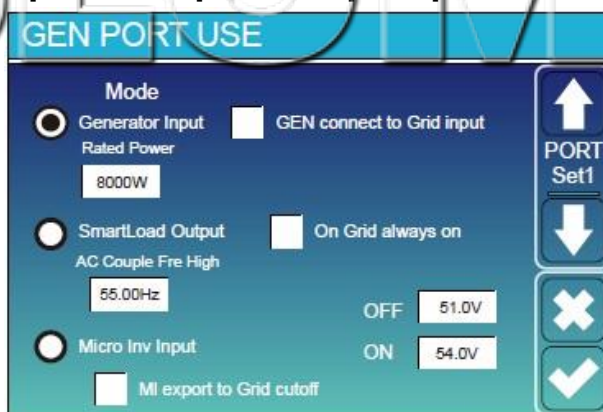 GEN PORT USE
Mode
Generator Input
GEN connect to Grid input
Rated Power
8000W
PORT
Set1
SmartLoad Output
On Grid always on
AC Couple Fre High
55.00Hz
OFF 51.0V
Micro Inv Input
ON 54.0V
MI export to Grid cutoff